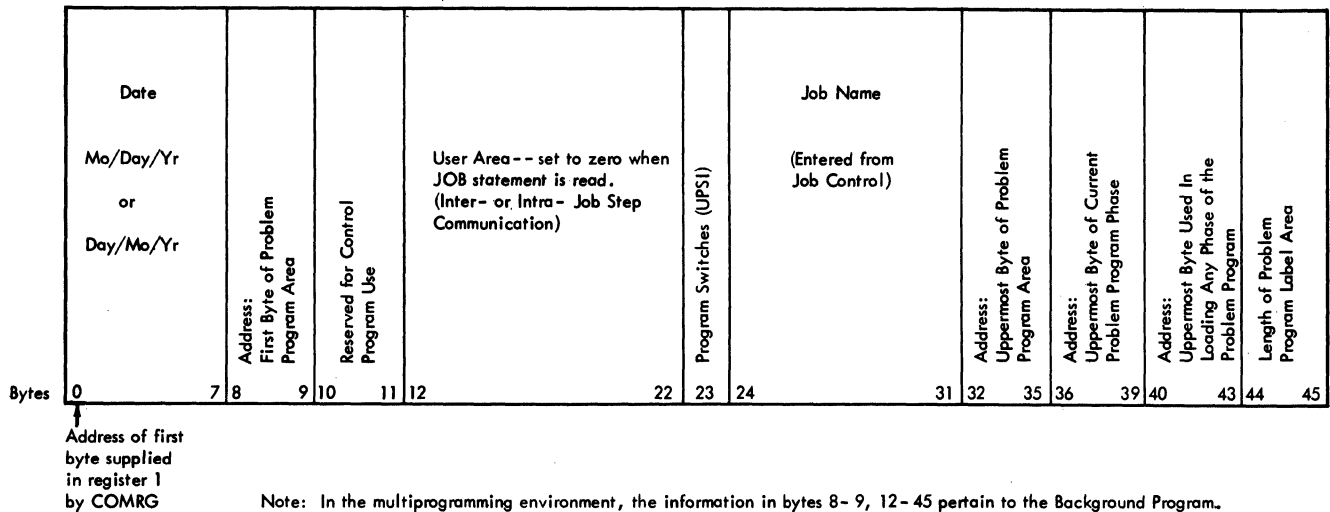 Date
Mo/Day/Yr
or
Day/Mo/Yr
Address:
First Byte of Problem
Program Area
Reserved for Control
Program Use
User Area -- set to zero when
JOB statement is read.
(Inter- or Intra- Job Step
Communication)
Program Switches (UPSI)
Job Name
(Entered from
Job Control)
Address:
Uppermost Byte of Problem
Program Area
Address:
Uppermost Byte of Current
Problem Program Phase
Address:
Uppermost Byte Used In
Loading Any Phase of the
Problem Program
Length of Problem
Program Label Area
Bytes 0 7 8 9 10 11 12 22 23 24 31 32 35 36 39 40 43 44 45
Address of first
byte supplied
in register 1
by COMRG
Note: In the multiprogramming environment, the information in bytes 8-9, 12-45 pertain to the Background Program.